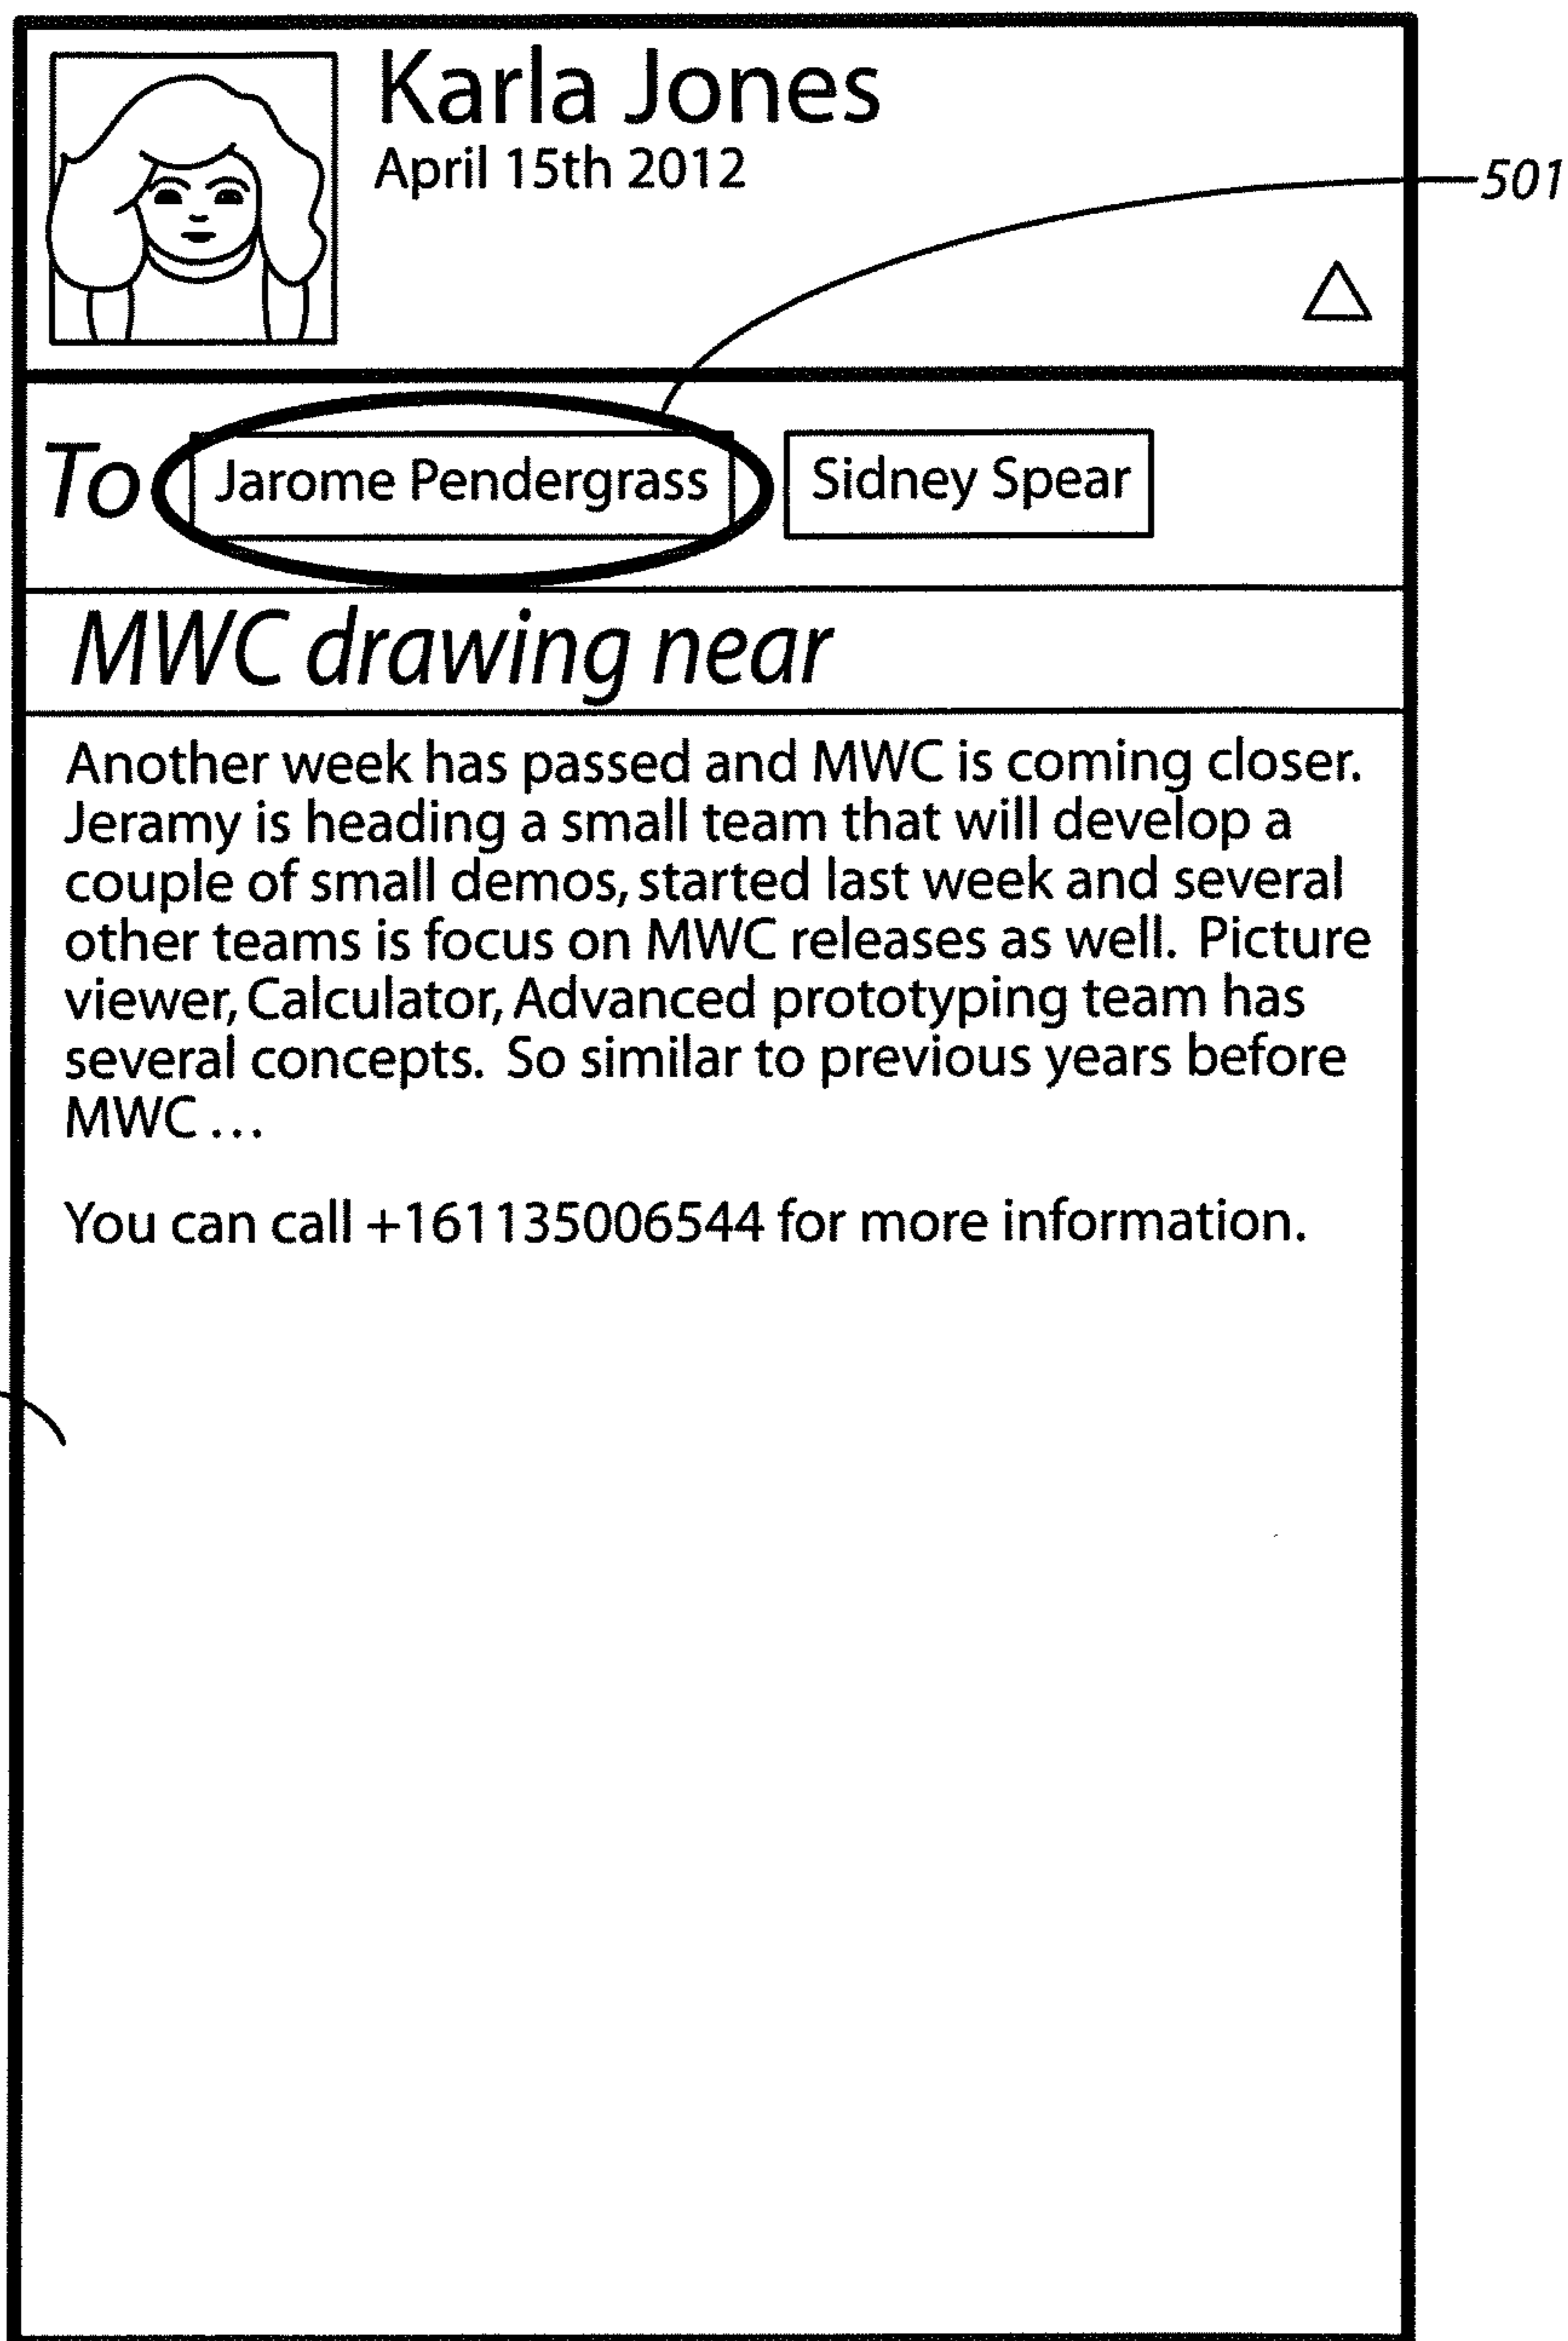 Karla Jones
April 15th 2012
501
To Jarome Pendergrass Sidney Spear
MWC drawing near
Another week has passed and MWC is coming closer.
Jeramy is heading a small team that will develop a
couple of small demos, started last week and several
other teams is focus on MWC releases as well. Picture
viewer, Calculator, Advanced prototyping team has
several concepts. So similar to previous years before
MWC ...
You can call +161135006544 for more information.